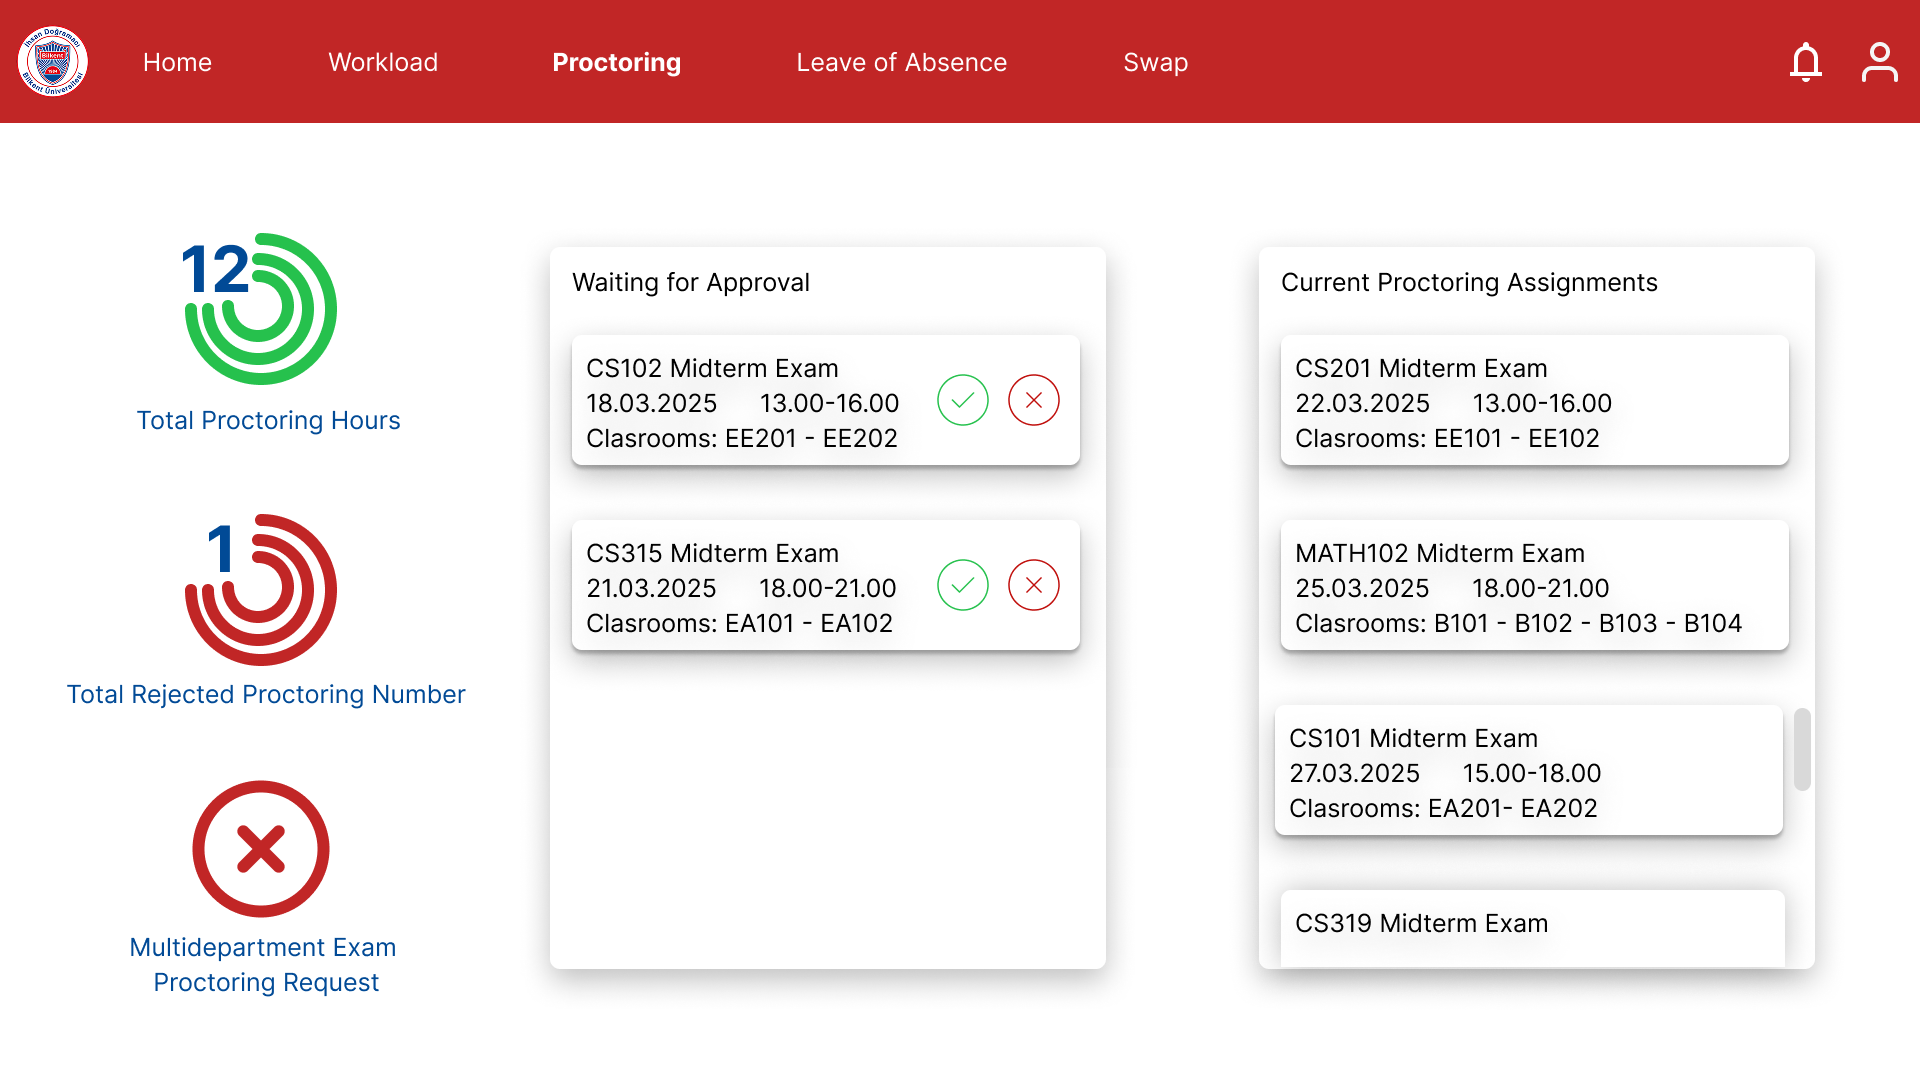 İhsan Doğramacı
Bilkent Üniversitesi
Home
Workload
Proctoring
Leave of Absence
Swap
12
Total Proctoring Hours
1
Total Rejected Proctoring Number
Multidepartment Exam
Proctoring Request
Waiting for Approval
CS102 Midterm Exam
18.03.2025 13.00-16.00
Clasrooms: EE201 - EE202
CS315 Midterm Exam
21.03.2025 18.00-21.00
Clasrooms: EA101 - EA102
Current Proctoring Assignments
CS201 Midterm Exam
22.03.2025 13.00-16.00
Clasrooms: EE101 - EE102
MATH102 Midterm Exam
25.03.2025 18.00-21.00
Clasrooms: B101 - B102 - B103 - B104
CS101 Midterm Exam
27.03.2025 15.00-18.00
Clasrooms: EA201- EA202
CS319 Midterm Exam